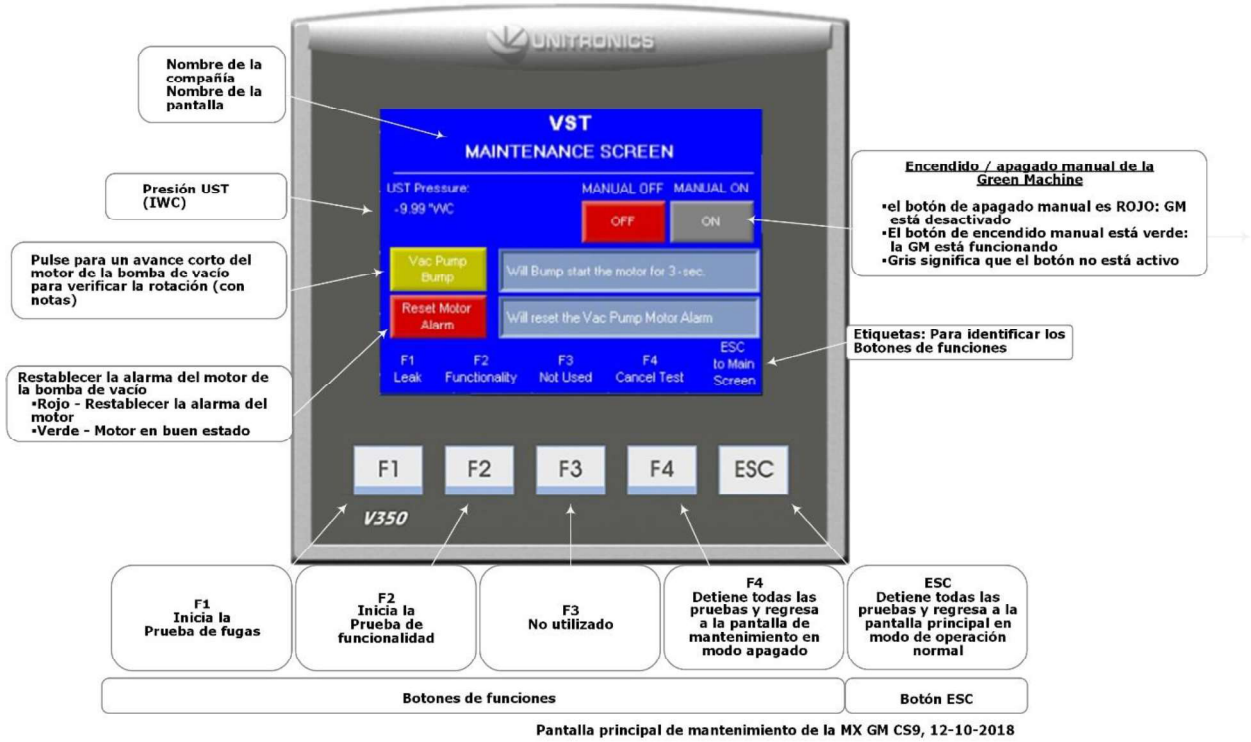 UNITRONICS
Nombre de la
compañía
Nombre de la
pantalla
VST
MAINTENANCE SCREEN
Presión UST
(IWC)
UST Pressure:
-9.99 "WC
MANUAL OFF
MANUAL ON
OFF
ON
Encendido / apagado manual de la
Green Machine
▪el botón de apagado manual es ROJO: GM
está desactivado
▪El botón de encendido manual está verde:
la GM está funcionando
▪Gris significa que el botón no está activo
Pulse para un avance corto del
motor de la bomba de vacío
para verificar la rotación (con
notas)
Vac Pump
Bump
Will Bump start the motor for 3-sec.
Reset Motor
Alarm
Will reset the Vac Pump Motor Alarm
Etiquetas: Para identificar los
Botones de funciones
Restablecer la alarma del motor de
la bomba de vacío
▪Rojo - Restablecer la alarma del
motor
▪Verde - Motor en buen estado
F1
Leak
F2
Functionality
F3
Not Used
F4
Cancel Test
ESC
to Main
Screen
F1
F2
F3
F4
ESC
V350
F1
Inicia la
Prueba de fugas
F2
Inicia la
Prueba de
funcionalidad
F3
No utilizado
F4
Detiene todas las
pruebas y regresa
a la pantalla de
mantenimiento en
modo apagado
ESC
Detiene todas las
pruebas y regresa a la
pantalla principal en
modo de operación
normal
Botones de funciones
Botón ESC
Pantalla principal de mantenimiento de la MX GM CS9, 12-10-2018